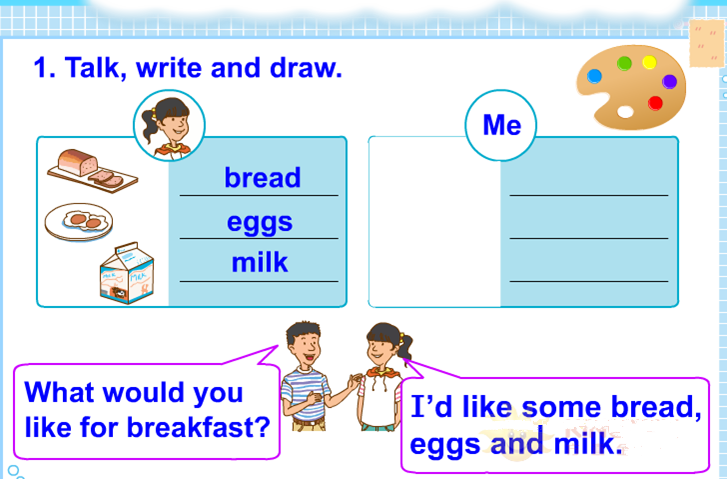 1. Talk, write and draw.
Me
bread
eggs
milk
What would you
like for breakfast?
I'd like some bread,
eggs and milk.